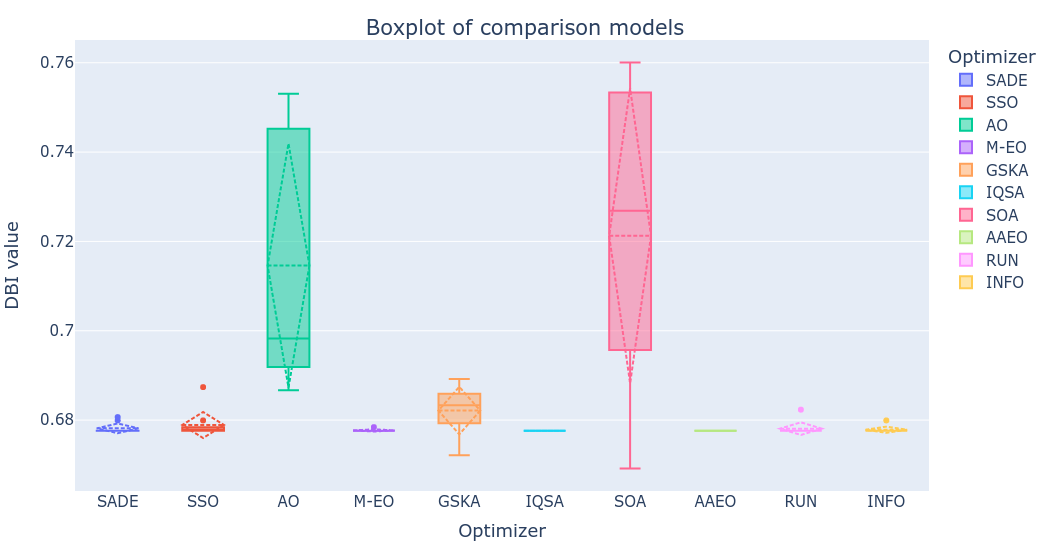 Boxplot of comparison models
DBI value
0.76
0.74
0.72
0.7
0.68
SADE
SSO
AO
M-EO
GSKA
IQSA
SOA
AAEO
RUN
INFO
Optimizer
Optimizer
SADE
SSO
AO
M-EO
GSKA
IQSA
SOA
AAEO
RUN
INFO